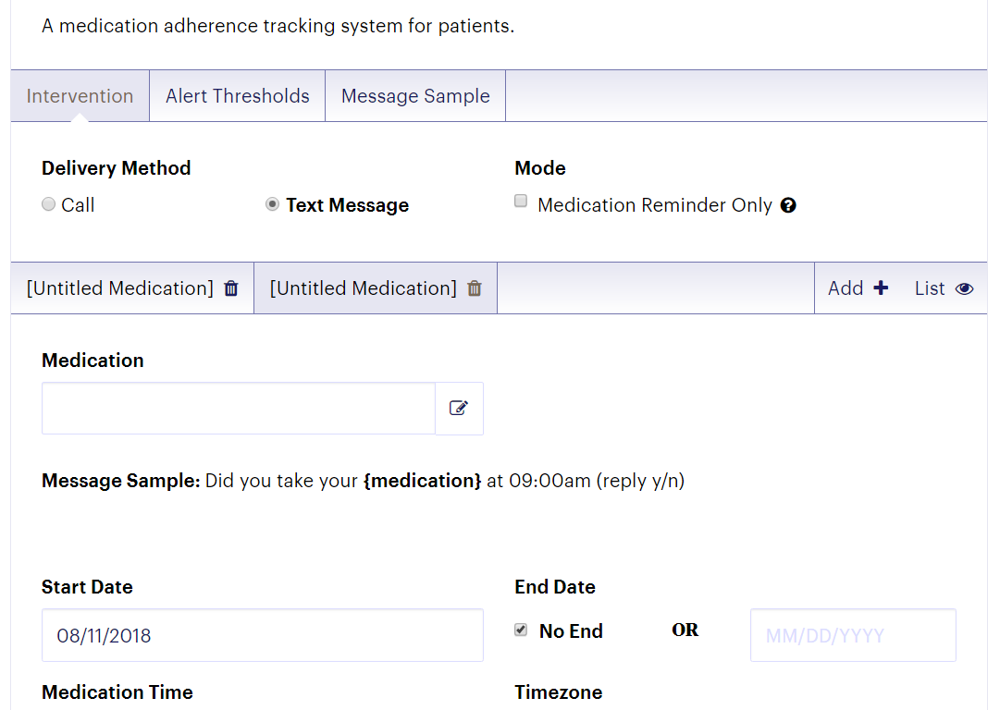 A medication adherence tracking system for patients.
Intervention Alert Thresholds Message Sample
Delivery Method Mode
Call Text Message Medication Reminder Only ?
[Untitled Medication] [Untitled Medication] Add + List
Medication
Message Sample: Did you take your {medication} at 09:00am (reply y/n)
Start Date End Date
08/11/2018 No End OR MM/DD/YYYY
Medication Time Timezone